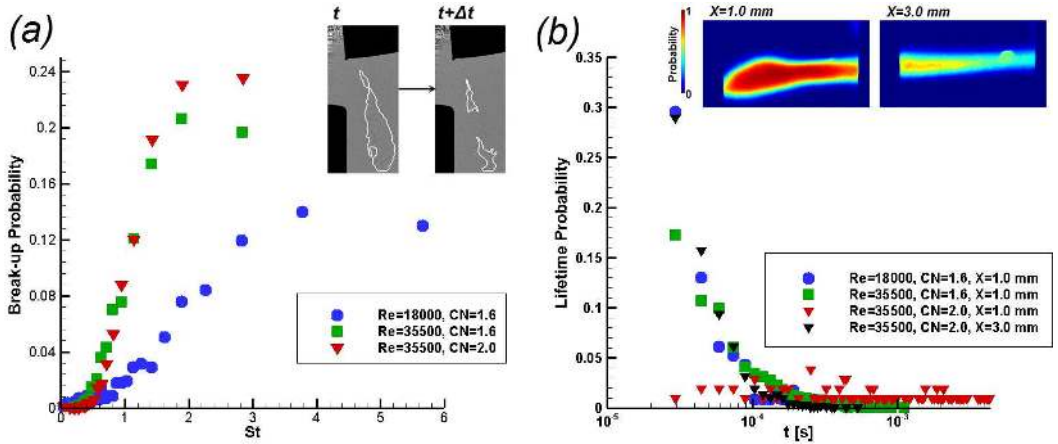 (a)
t
t+Δt
0.24
0.2
0.16
0.12
0.08
0.04
0
Break-up Probability
0
1
2
3
4
5
6
St
Re=18000, CN=1.6
Re=35500, CN=1.6
Re=35500, CN=2.0
(b)
X=1.0 mm
X=3.0 mm
1
Probability
0
0.35
0.3
0.25
0.2
0.15
0.1
0.05
0
Lifetime Probability
10-5
10-4
10-3
t [s]
Re=18000, CN=1.6, X=1.0 mm
Re=35500, CN=1.6, X=1.0 mm
Re=35500, CN=2.0, X=1.0 mm
Re=35500, CN=2.0, X=3.0 mm